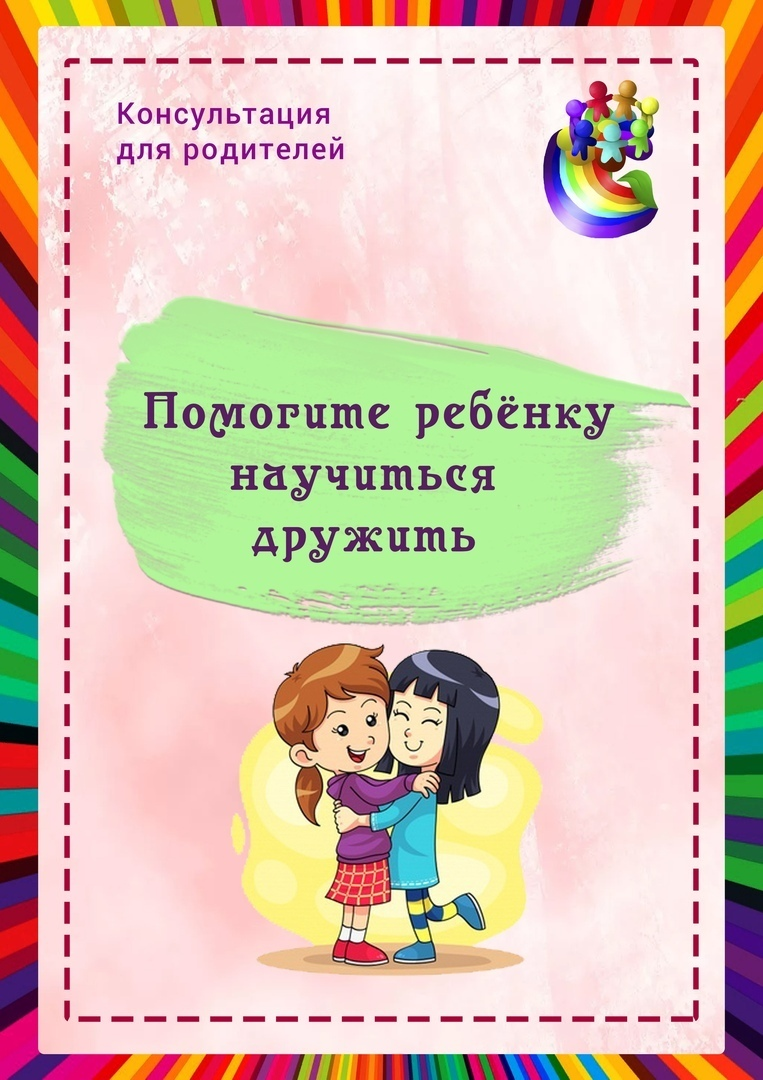 Консультация
для родителей
Помогите ребёнку
научиться
дружить